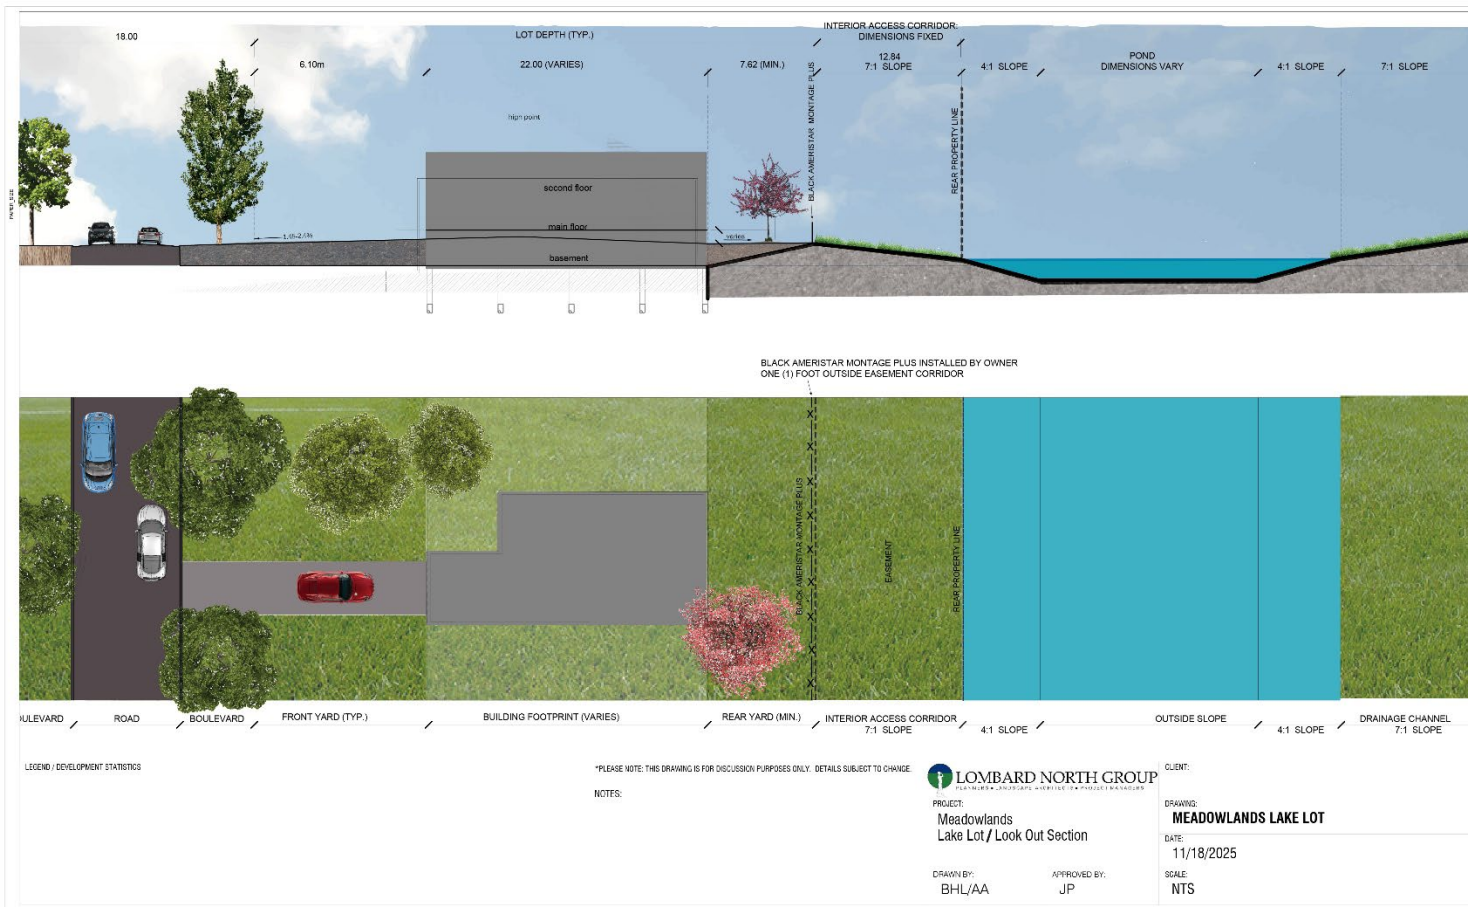 18.00
LOT DEPTH (TYP.)
INTERIOR ACCESS CORRIDOR:
DIMENSIONS FIXED
6.10m
22.00 (VARIES)
7.62 (MIN.)
12.84
7:1 SLOPE
4:1 SLOPE
POND
DIMENSIONS VARY
4:1 SLOPE
7:1 SLOPE
BLACK AMERISTAR MONTAGE PLUS
REAR PROPERTY LINE
high point
second floor
main floor
varies
basement
BLACK AMERISTAR MONTAGE PLUS INSTALLED BY OWNER
ONE (1) FOOT OUTSIDE EASEMENT CORRIDOR
BLACK AMERISTAR MONTAGE PLUS
EASEMENT
REAR PROPERTY LINE
ULEVARD
ROAD
BOULEVARD
FRONT YARD (TYP.)
BUILDING FOOTPRINT (VARIES)
REAR YARD (MIN.)
INTERIOR ACCESS CORRIDOR
7:1 SLOPE
4:1 SLOPE
OUTSIDE SLOPE
4:1 SLOPE
DRAINAGE CHANNEL
7:1 SLOPE
LEGEND / DEVELOPMENT STATISTICS
*PLEASE NOTE: THIS DRAWING IS FOR DISCUSSION PURPOSES ONLY. DETAILS SUBJECT TO CHANGE.
NOTES:
LOMBARD NORTH GROUP
PLANNERS • LANDSCAPE ARCHITECTS • PROJECT MANAGERS
PROJECT:
Meadowlands
Lake Lot / Look Out Section
DRAWN BY:
BHL/AA
APPROVED BY:
JP
CLIENT:
DRAWING:
MEADOWLANDS LAKE LOT
DATE:
11/18/2025
SCALE:
NTS